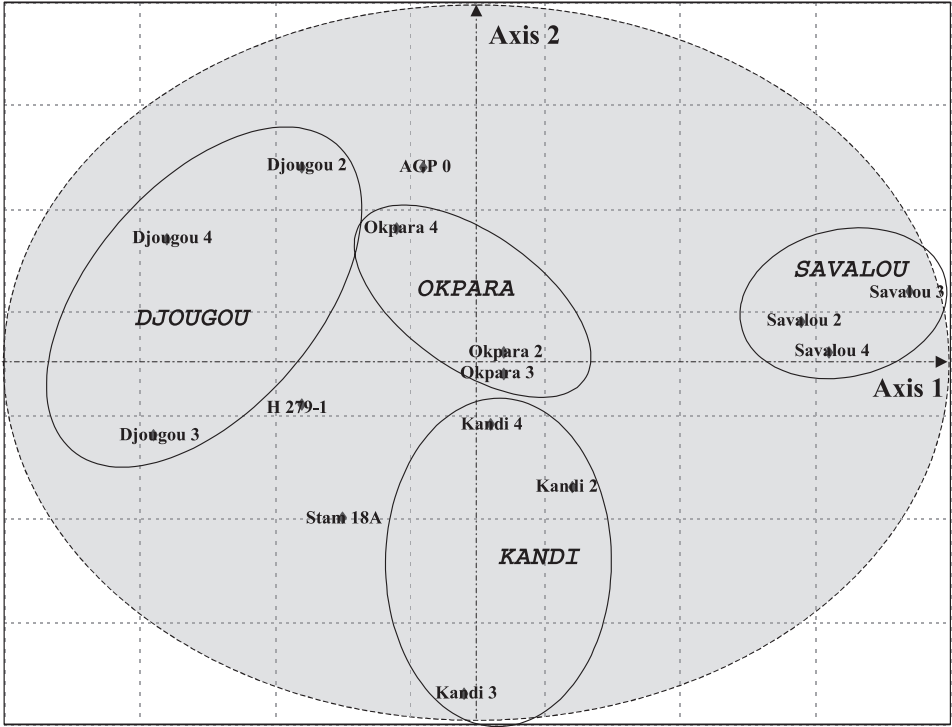 Axis 2
Djougou 2
AGP 0
Okpara 4
Djougou 4
SAVALOU
OKPARA
Savalou 3
DJOUGOU
Savalou 2
Okpara 2
Savalou 4
Okpara 3
Axis 1
H 279-1
Kandi 4
Djougou 3
Kandi 2
Stam 18A
KANDI
Kandi 3